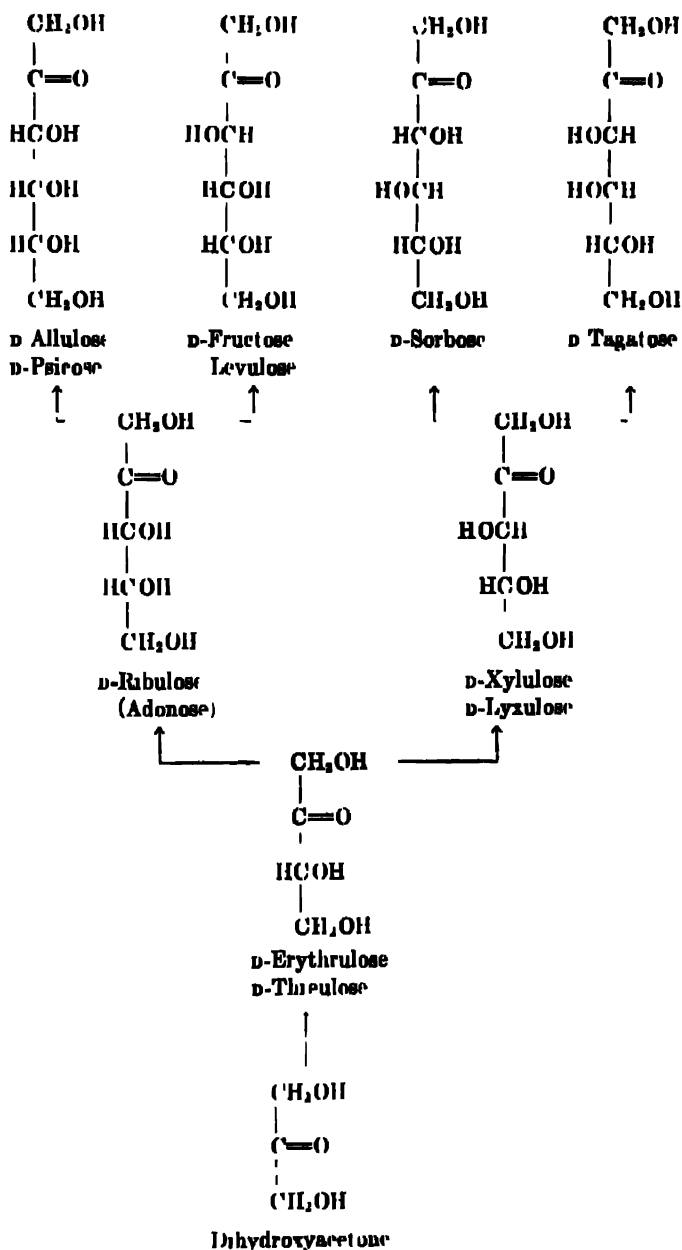 CH₂OH CH₂OH CH₂OH CH₂OH
C=O C=O C=O C=O
HCOH HOCH HCOH HOCH
HCOH HCOH HOCH HOCH
HCOH HCOH HCOH HCOH
CH₂OH CH₂OH CH₂OH CH₂OH
D Allulose D-Fructose D-Sorbose D Tagatose
D-Psicose Levulose
CH₂OH CH₂OH
C=O C=O
HCOH HOCH
HCOH HCOH
CH₂OH CH₂OH
D-Ribulose D-Xylulose
(Adonose) D-Lyxulose
CH₂OH
C=O
HCOH
CH₂OH
D-Erythrulose
D-Threulose
CH₂OH
C=O
CH₂OH
Dihydroxyacetone